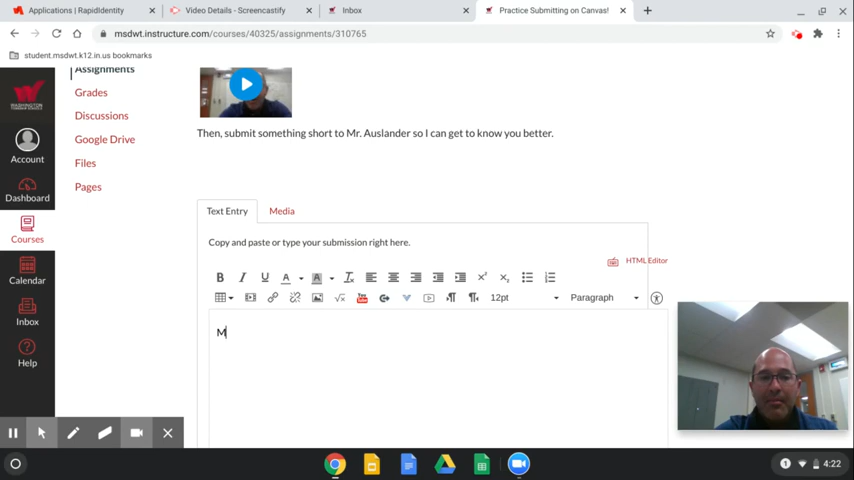 Applications | RapidIdentity
Video Details - Screencastify
Inbox
Practice Submitting on Canvas!
msdwt.instructure.com/courses/40325/assignments/310765
student.msdwt.k12.in.us bookmarks
WASHINGTON
Account
Dashboard
Courses
Calendar
Inbox
Help
Assignments
Grades
Discussions
Google Drive
Files
Pages
Then, submit something short to Mr. Auslander so I can get to know you better.
Text Entry Media
Copy and paste or type your submission right here.
HTML Editor
B I U A A
12pt Paragraph
M
1 4:22